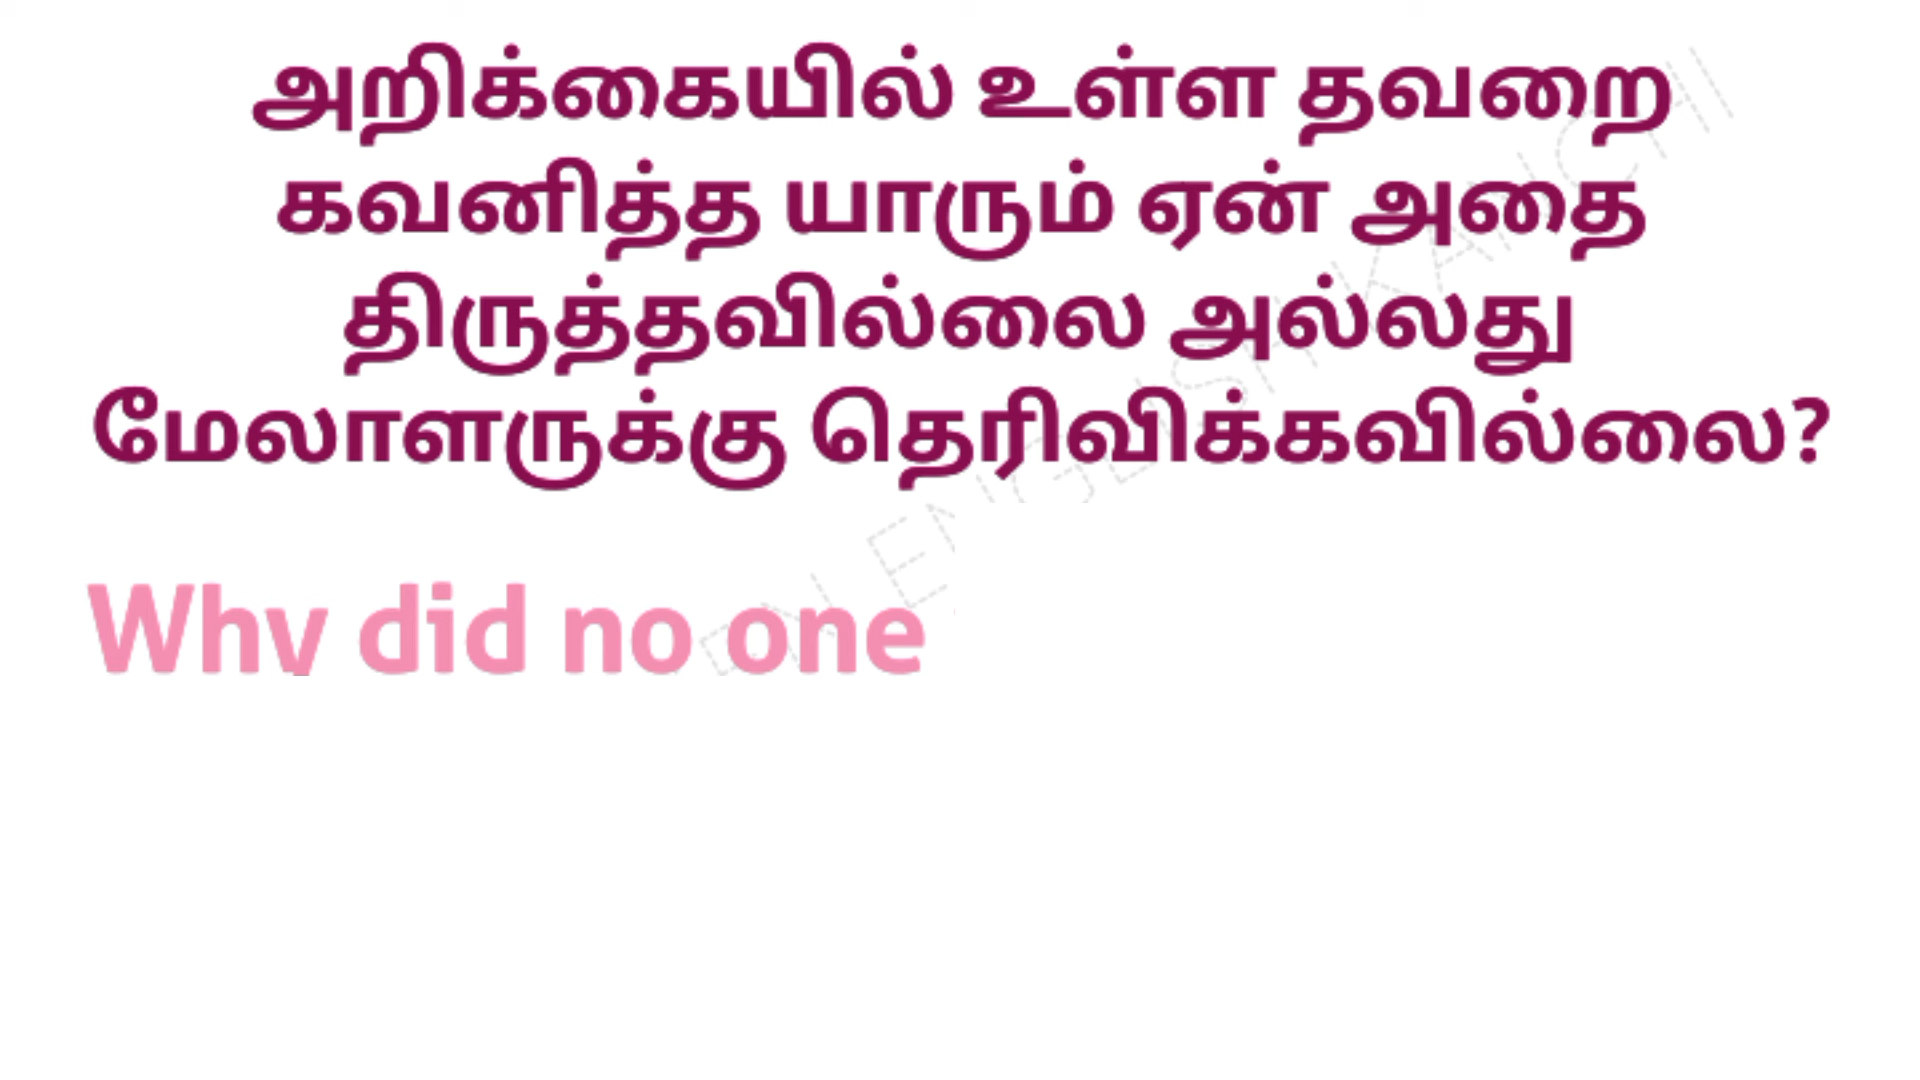 அறிக்கையில் உள்ள தவறை
கவனித்த யாரும் ஏன் அதை
திருத்தவில்லை அல்லது
மேலாளருக்கு தெரிவிக்கவில்லை?
Why did no one